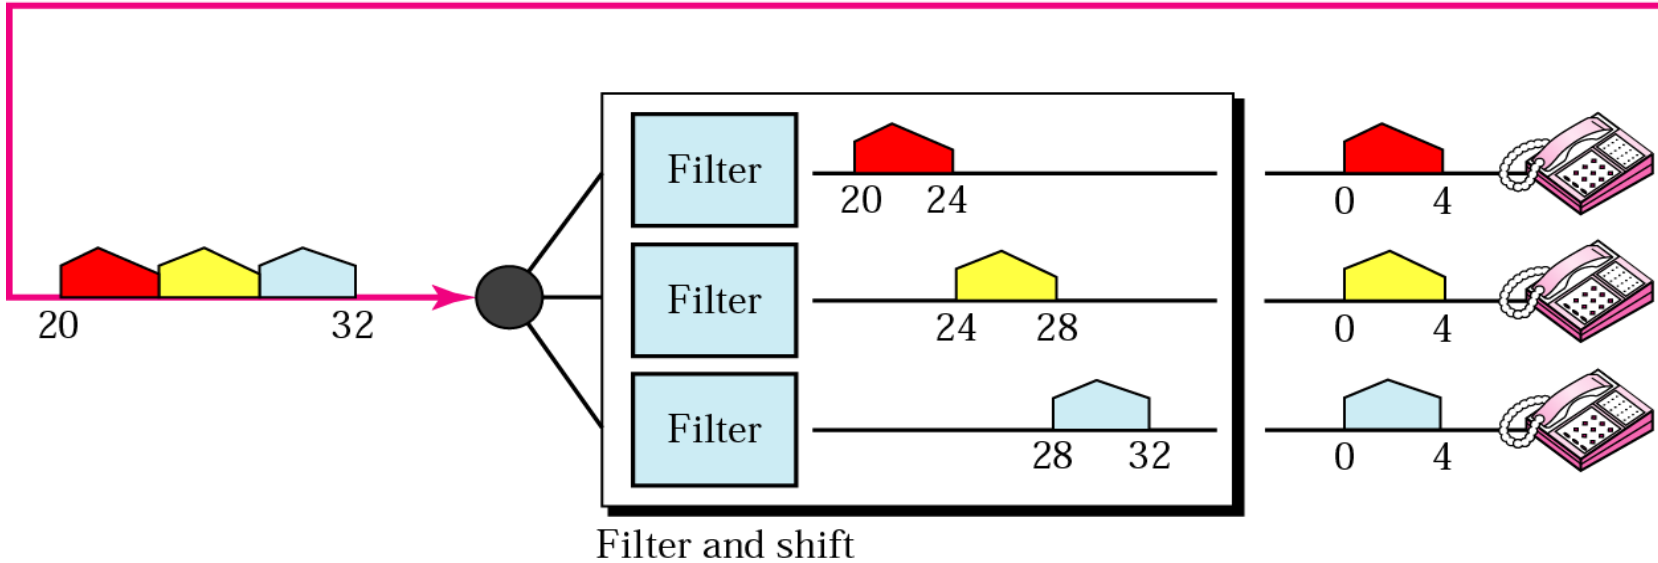 Filter
20 24
0 4
20 32
Filter
24 28
0 4
Filter
28 32
0 4
Filter and shift